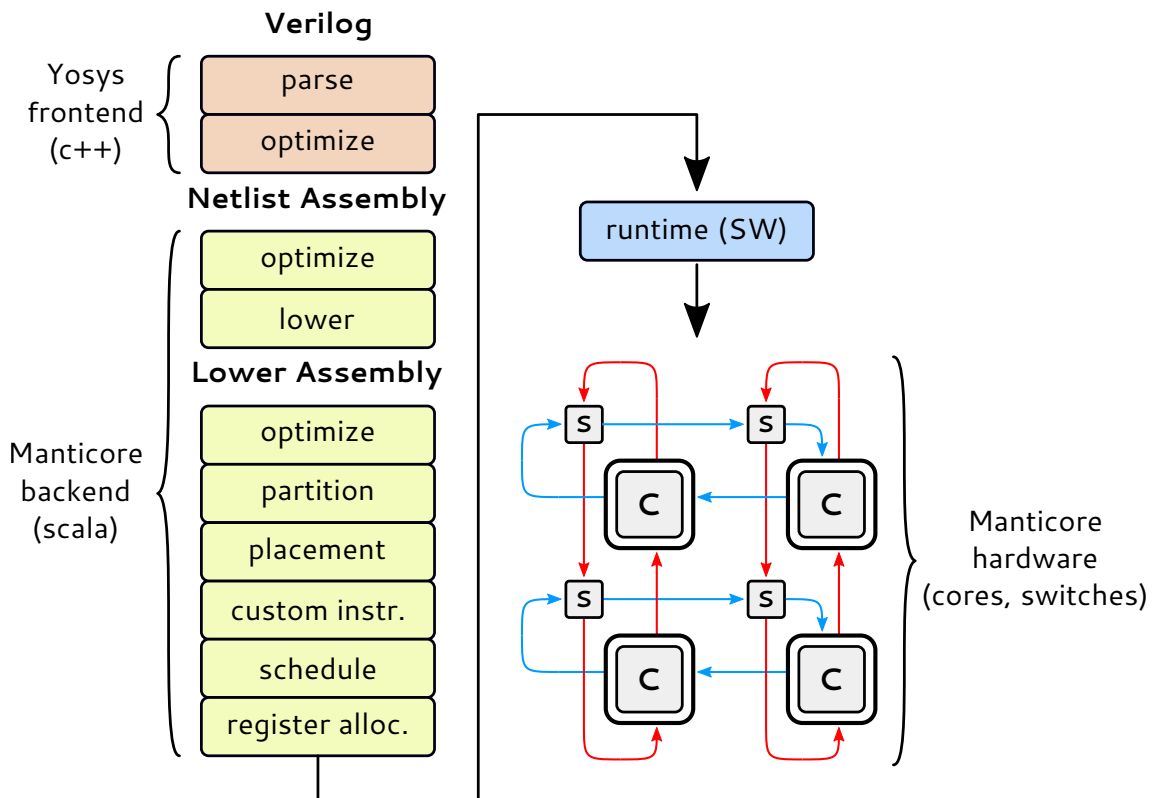 Verilog
Yosys
frontend
(c++)
parse
optimize
Netlist Assembly
optimize
lower
Lower Assembly
Manticore
backend
(scala)
optimize
partition
placement
custom instr.
schedule
register alloc.
runtime (SW)
S
S
C
C
S
S
C
C
Manticore
hardware
(cores, switches)